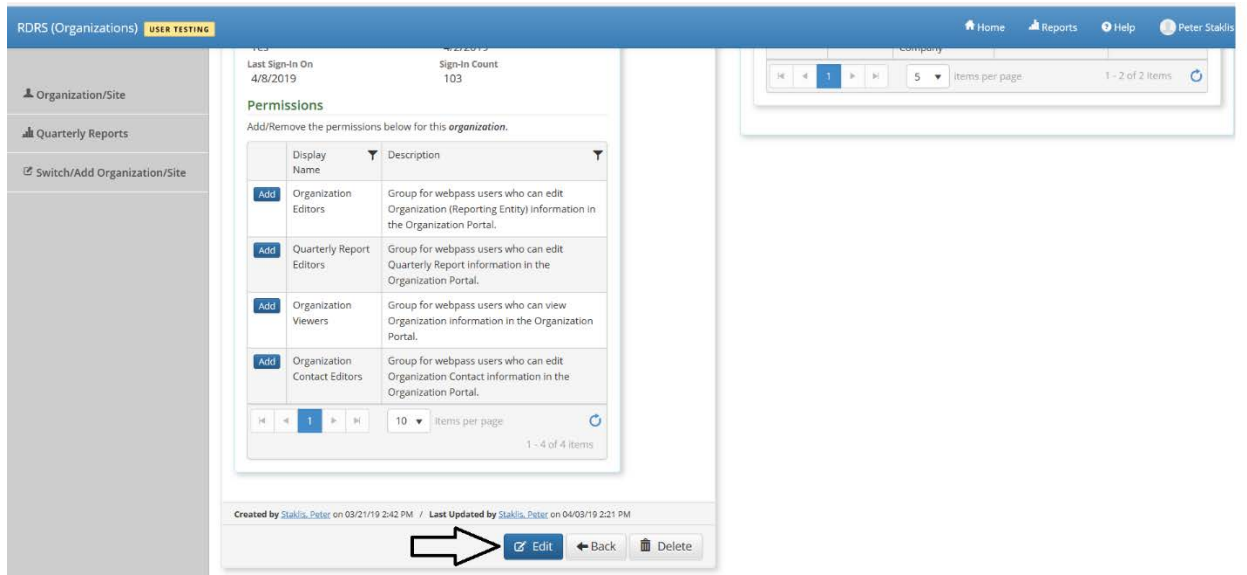 RDRS (Organizations) USER TESTING
Home Reports Help Peter Staklis
Organization/Site
Quarterly Reports
Switch/Add Organization/Site
Last Sign-In On Sign-In Count
4/8/2019 103
Permissions
Add/Remove the permissions below for this organization.
Display Name Description
Add Organization Editors
Group for webpass users who can edit
Organization (Reporting Entity) information in
the Organization Portal.
Add Quarterly Report Editors
Group for webpass users who can edit
Quarterly Report information in the
Organization Portal.
Add Organization Viewers
Group for webpass users who can view
Organization information in the Organization
Portal.
Add Organization Contact Editors
Group for webpass users who can edit
Organization Contact information in the
Organization Portal.
1 10 items per page
1 - 4 of 4 items
Created by Staklis, Peter on 03/21/19 2:42 PM / Last Updated by Staklis, Peter on 04/03/19 2:21 PM
Edit Back Delete
Company
1 5 items per page 1 - 2 of 2 items